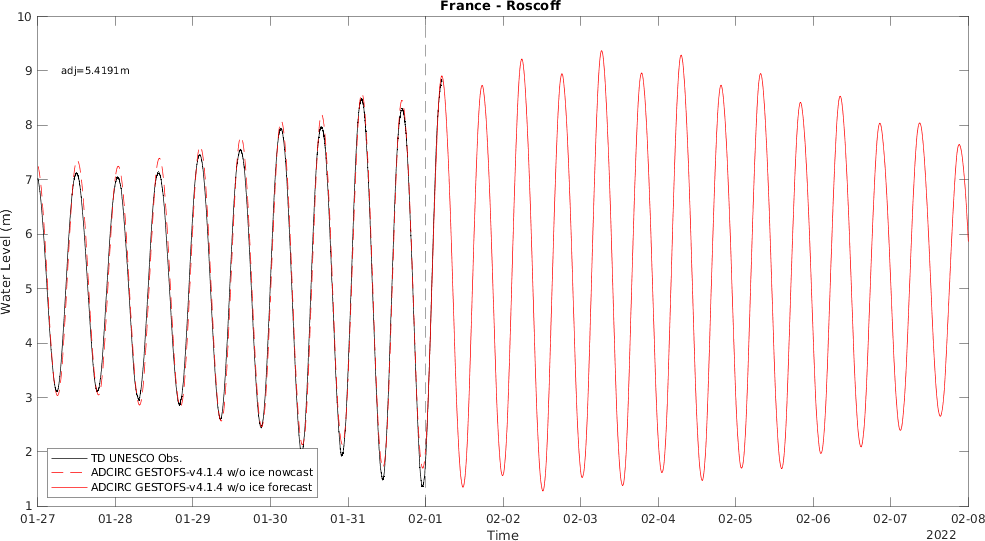 France - Roscoff
10
adj=5.4191m
9
8
7
6
5
4
3
2
1
Water Level (m)
TD UNESCO Obs.
ADCIRC GESTOFS-v4.1.4 w/o ice nowcast
ADCIRC GESTOFS-v4.1.4 w/o ice forecast
01-27 01-28 01-29 01-30 01-31 02-01 02-02 02-03 02-04 02-05 02-06 02-07 02-08
Time
2022